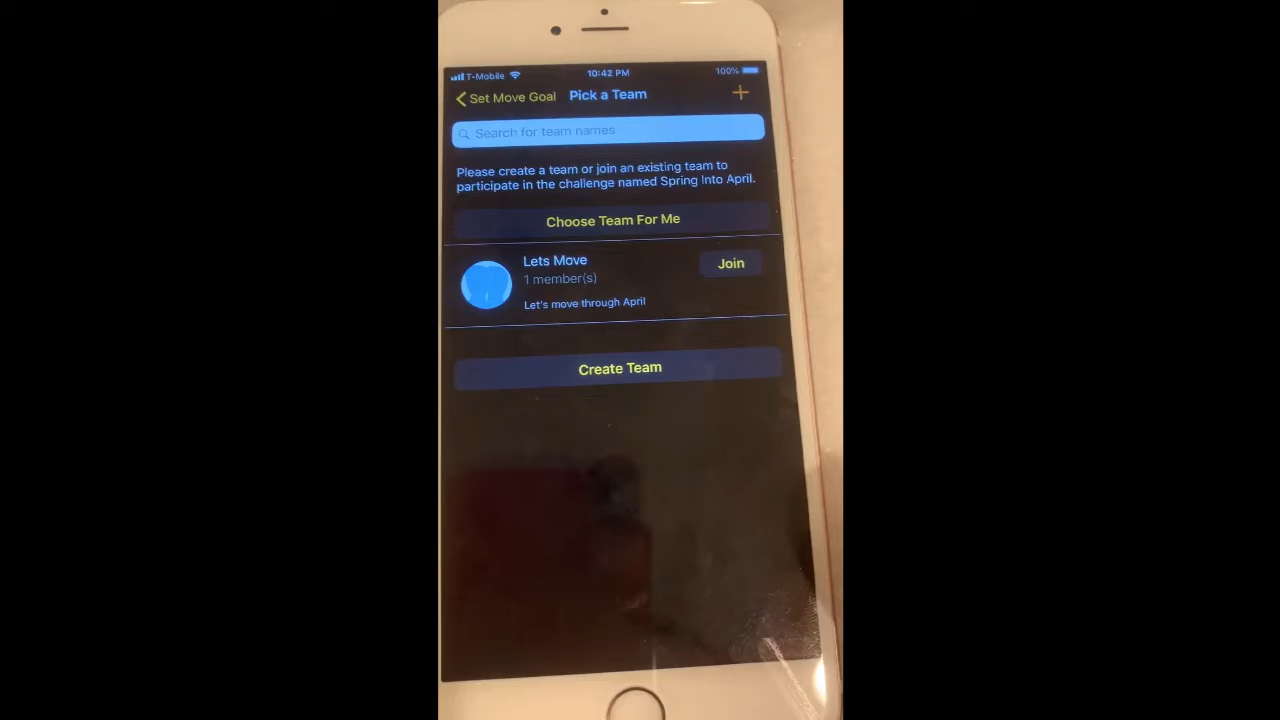 T-Mobile 10:42 PM 100%
Set Move Goal Pick a Team +
Search for team names
Please create a team or join an existing team to
participate in the challenge named Spring Into April.
Choose Team For Me
Lets Move
Join
1 member(s)
Let's move through April
Create Team